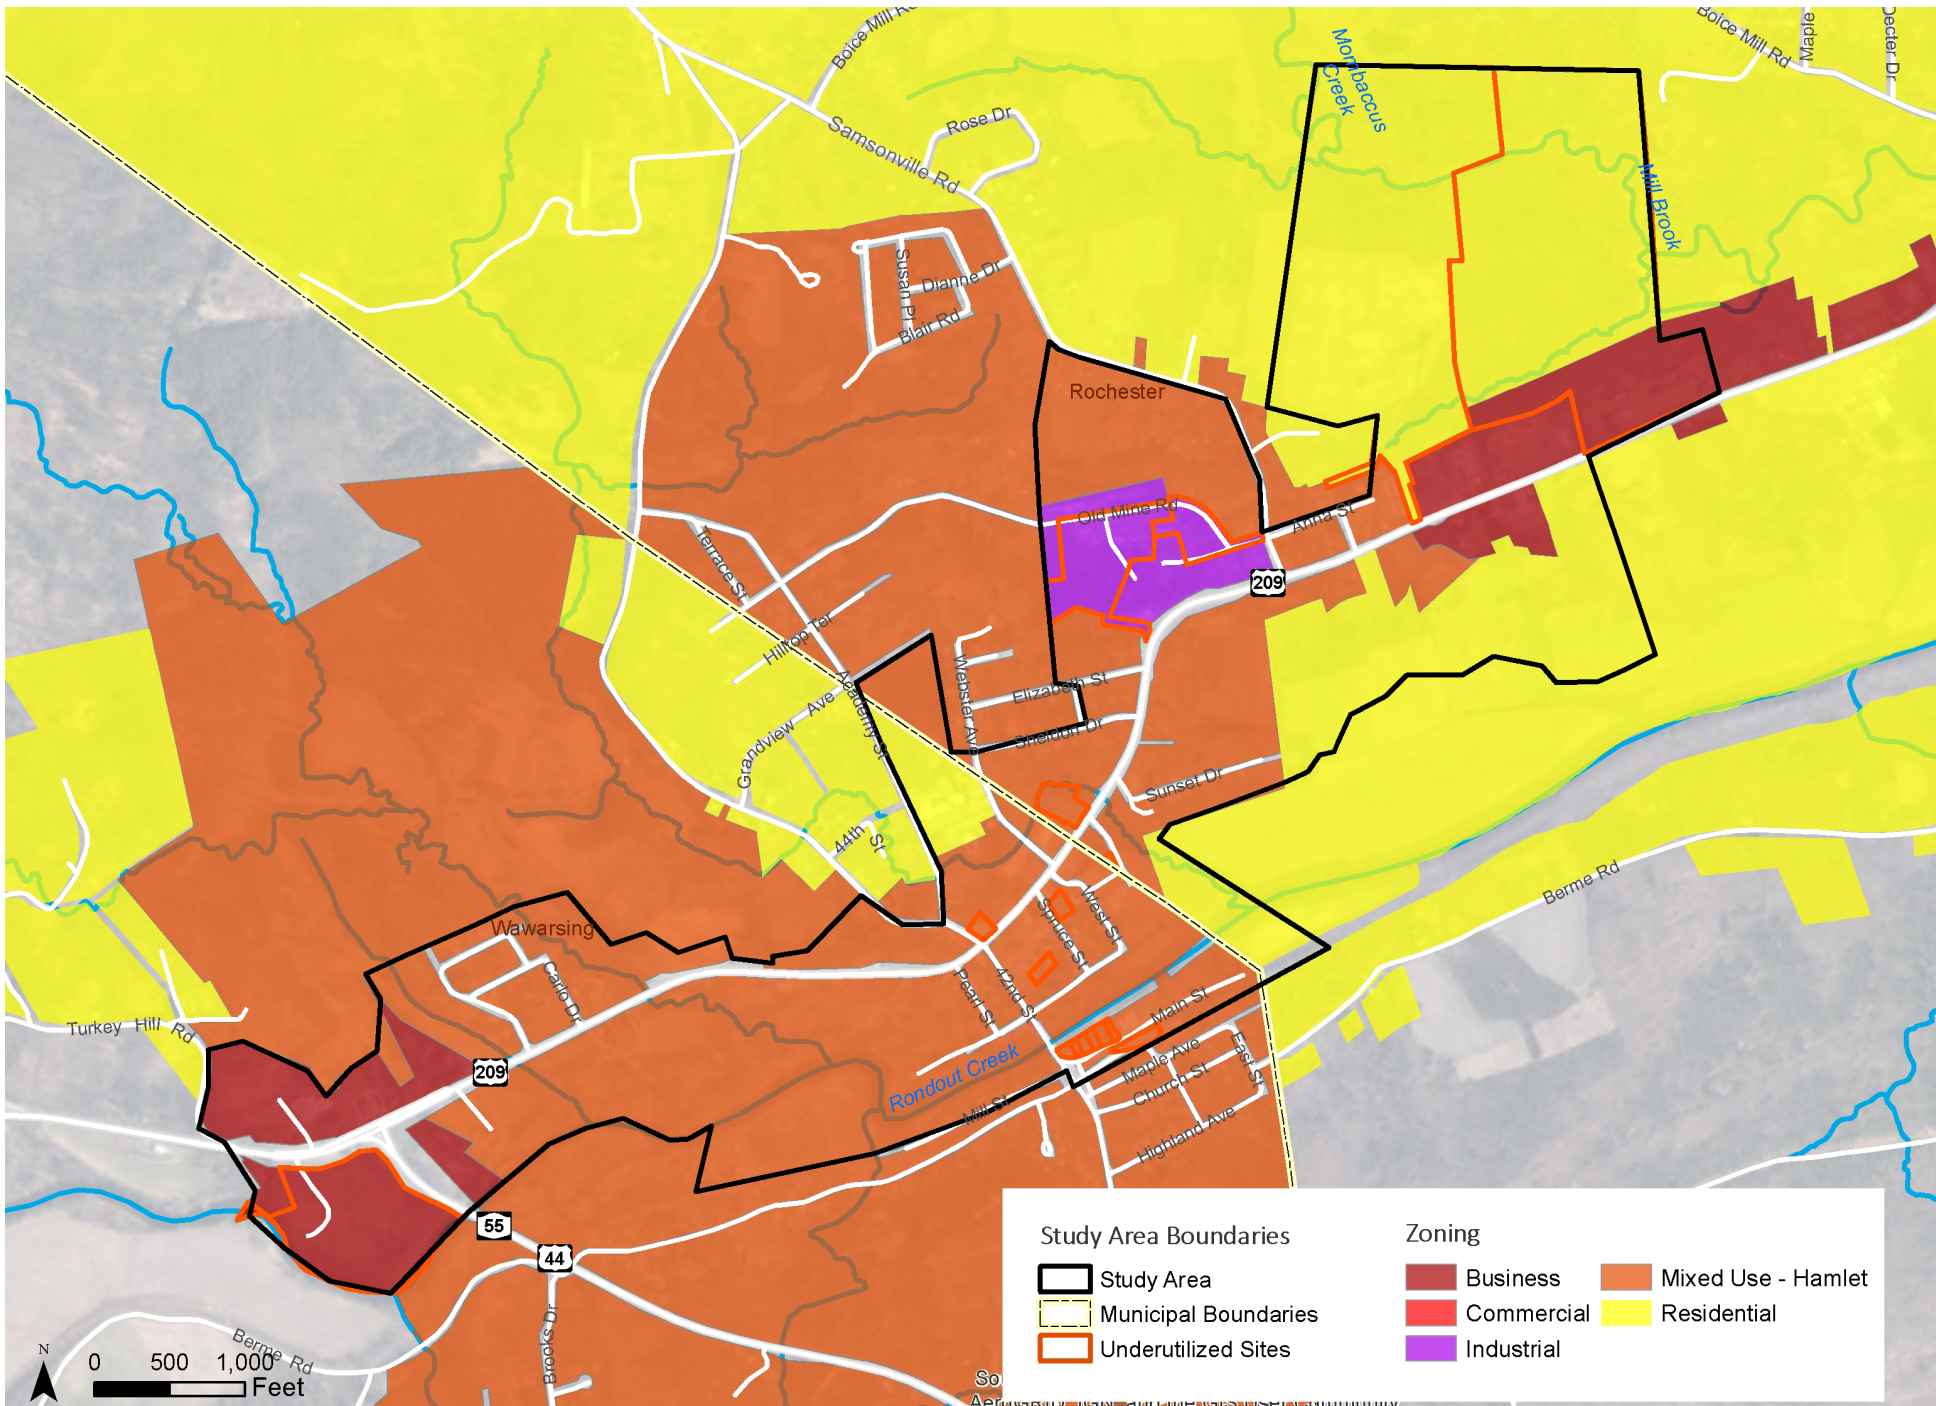 Boice Mill Rd
Boice Mill Rd
Maple
Decter Dr
Mombaccus
Creek
Rose Dr
Samsonville Rd
Mill Brook
Susan Pl
Dianne Dr
Blair Rd
Rochester
Old Mine Rd
Anna St
Terrace St
209
Hilltop Ter
Webster Ave
Elizabeth St
Academy St
Grandview Ave
Sheldon Dr
Sunset Dr
44th St
Berme Rd
West St
Spruce St
Wawarsing
Carlo Dr
Pearl St
42nd St
Main St
Turkey Hill Rd
209
Rondout Creek
Maple Ave
East St
Church St
Mill St
Highland Ave
55
44
Brooks Dr
Berme Rd
N
0 500 1,000
Feet
Study Area Boundaries
Study Area
Municipal Boundaries
Underutilized Sites
Zoning
Business
Commercial
Industrial
Mixed Use - Hamlet
Residential